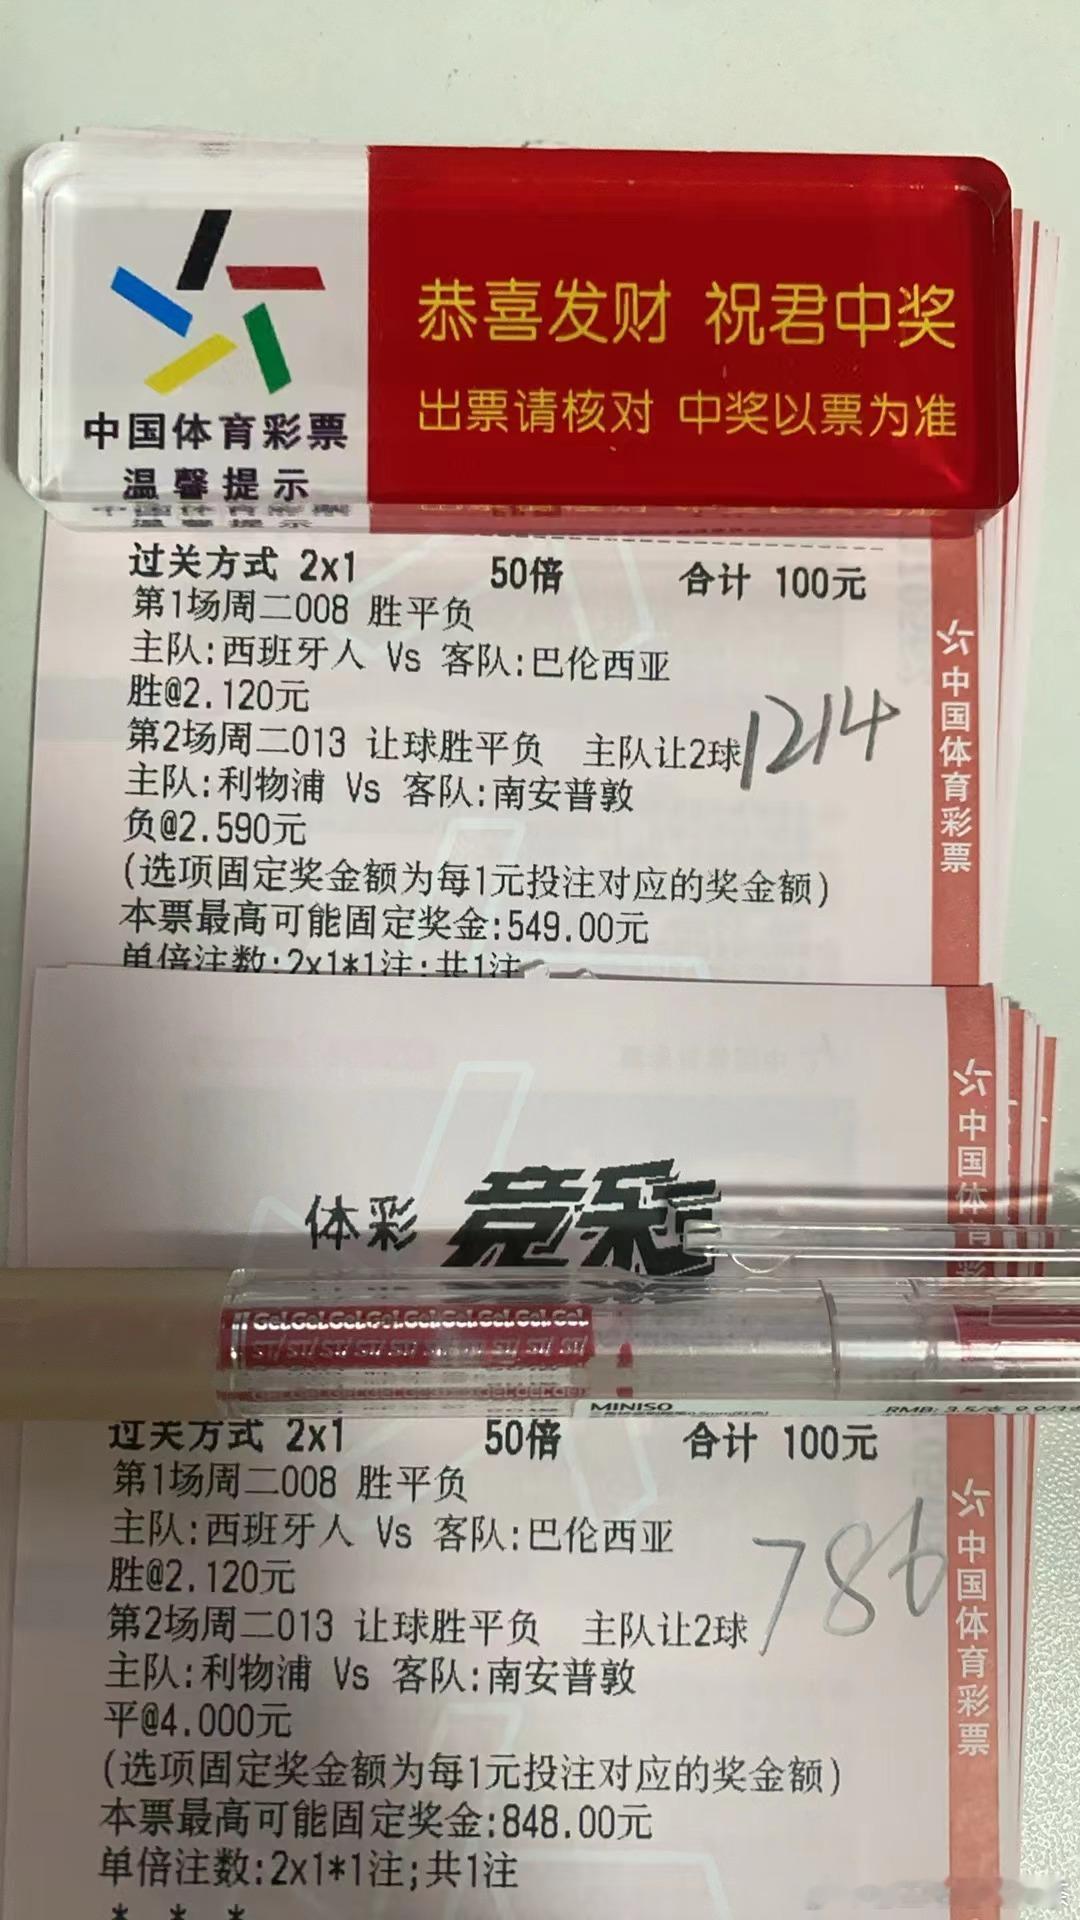 恭喜发财 祝君中奖
出票请核对 中奖以票为准
中国体育彩票
温馨提示
过关方式 2x1 50倍 合计 100元
第1场周二008 胜平负
主队:西班牙人 Vs 客队:巴伦西亚
胜@2.120元
第2场周二013 让球胜平负 主队让2球
1214
主队:利物浦 Vs 客队:南安普敦
负@2.590元
(选项固定奖金额为每1元投注对应的奖金额)
本票最高可能固定奖金:549.00元
单倍注数:2x1*1注;共1注
中国体育彩票
体彩 竞彩
中国体育彩
GeLGeLGeLGeLGeLGeLGeLGeLGeL
MINISO
过关方式 2x1 50倍 合计 100元
第1场周二008 胜平负
主队:西班牙人 Vs 客队:巴伦西亚
胜@2.120元
786
第2场周二013 让球胜平负 主队让2球
主队:利物浦 Vs 客队:南安普敦
平@4.000元
(选项固定奖金额为每1元投注对应的奖金额)
本票最高可能固定奖金:848.00元
单倍注数:2x1*1注;共1注
* * *
中国体育彩票